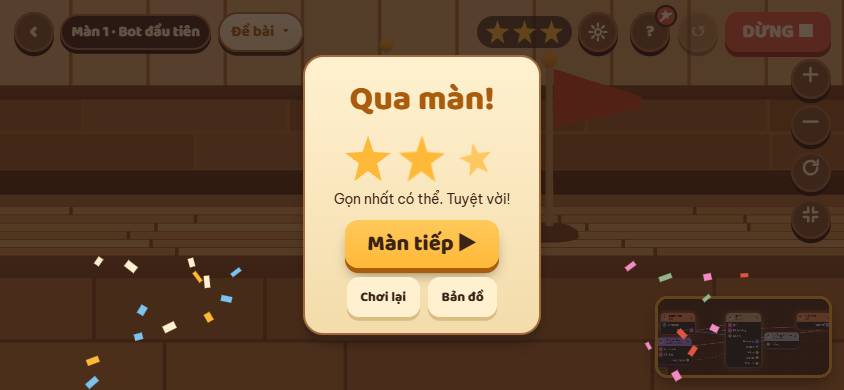 Màn 1 · Bot đầu tiên
Đề bài
?
DỪNG
Qua màn!
Gọn nhất có thể. Tuyệt vời!
Màn tiếp
Chơi lại
Bản đồ